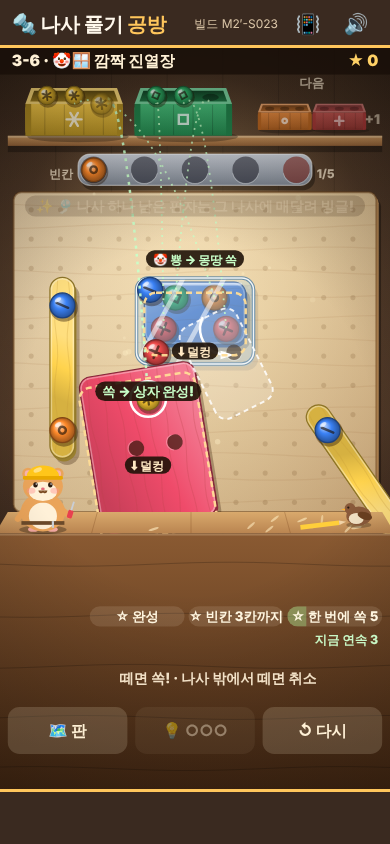 🔩 나사 풀기 공방 빌드 M2′-S023 📳 🔊
3-6 · 🤡🪟 깜짝 진열장 ★ 0
다음
+1
빈칸 1/5
🤡 뿅 → 몽땅 쏙
⬇덜컹
쏙 → 상자 완성!
⬇덜컹
☆ 완성 ☆ 빈칸 3칸까지 ☆ 한 번에 쏙 5
지금 연속 3
떼면 쏙! · 나사 밖에서 떼면 취소
🗺️ 판 💡 ○○○ ↺ 다시